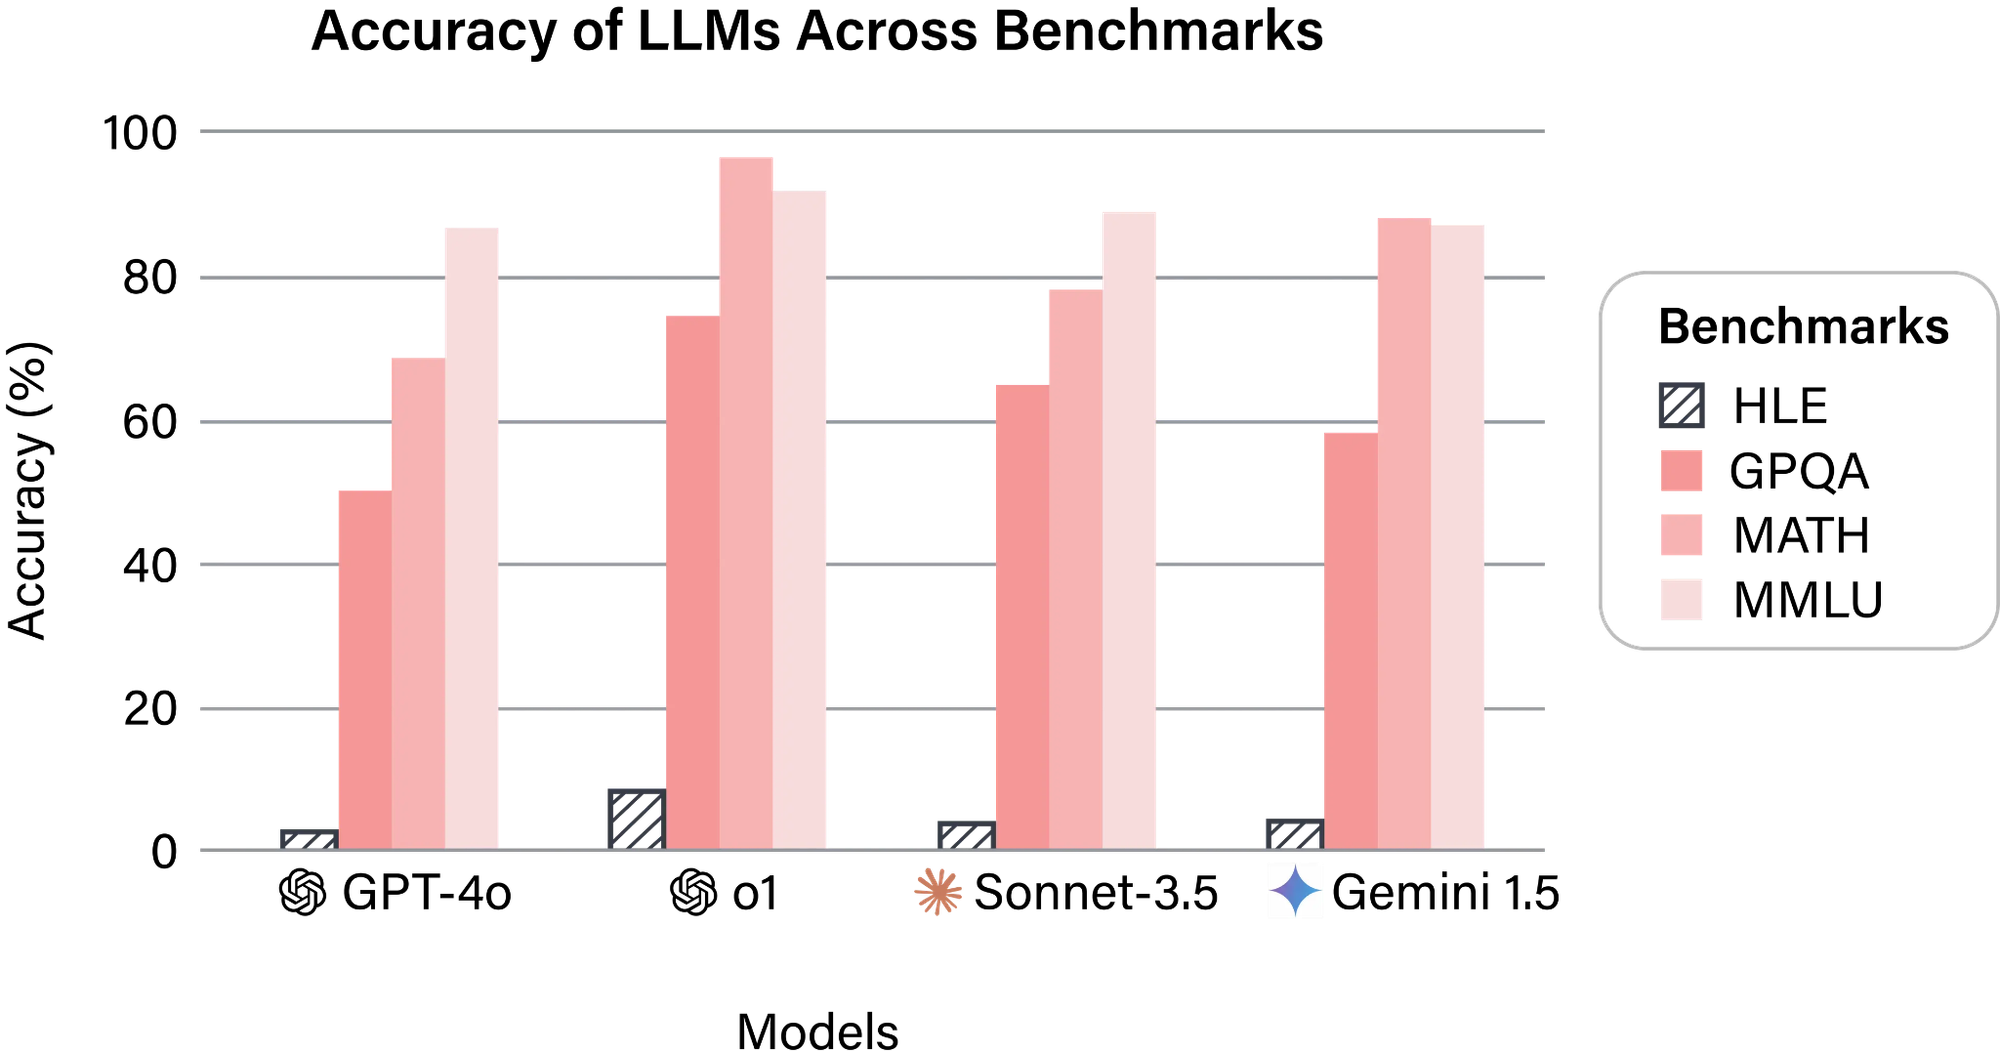 Accuracy of LLMs Across Benchmarks
Accuracy (%)
100
80
60
40
20
0
GPT-4o
o1
Sonnet-3.5
Gemini 1.5
Models
Benchmarks
HLE
GPQA
MATH
MMLU